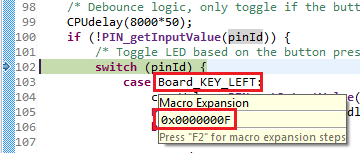 98 /* Debounce logic, only toggle if the butt
99 CPUdelay(8000*50);
100 if (!PIN_getInputValue(pinId)) {
101 /* Toggle LED based on the button pres
102 switch (pinId) {
103 case Board_KEY_LEFT:
104
105 Macro Expansion
106 0x0000000F
107
108 Press "F2" for macro expansion steps
109